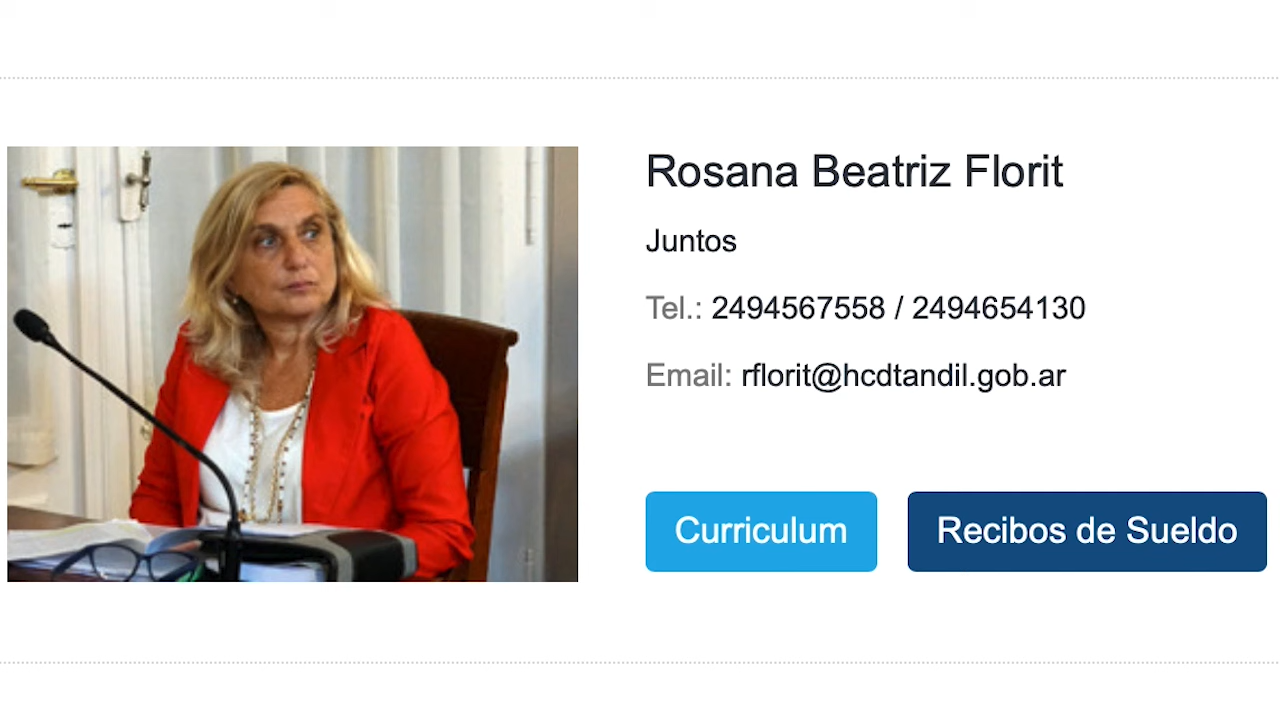 Rosana Beatriz Florit
Juntos
Tel.: 2494567558 / 2494654130
Email: rflorit@hcdtandil.gob.ar
Curriculum
Recibos de Sueldo